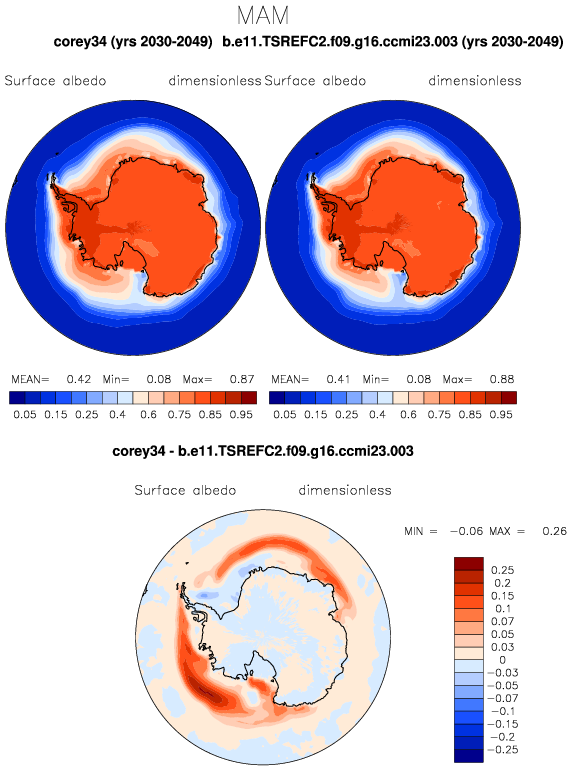 MAM
corey34 (yrs 2030-2049) b.e11.TSREFC2.f09.g16.ccmi23.003 (yrs 2030-2049)
Surface albedo dimensionless Surface albedo dimensionless
MEAN= 0.42 Min= 0.08 Max= 0.87 MEAN= 0.41 Min= 0.08 Max= 0.88
0.05 0.15 0.25 0.4 0.6 0.75 0.85 0.95 0.05 0.15 0.25 0.4 0.6 0.75 0.85 0.95
corey34 - b.e11.TSREFC2.f09.g16.ccmi23.003
Surface albedo dimensionless
MIN = -0.06 MAX = 0.26
0.25
0.2
0.15
0.1
0.07
0.05
0.03
0
-0.03
-0.05
-0.07
-0.1
-0.15
-0.2
-0.25